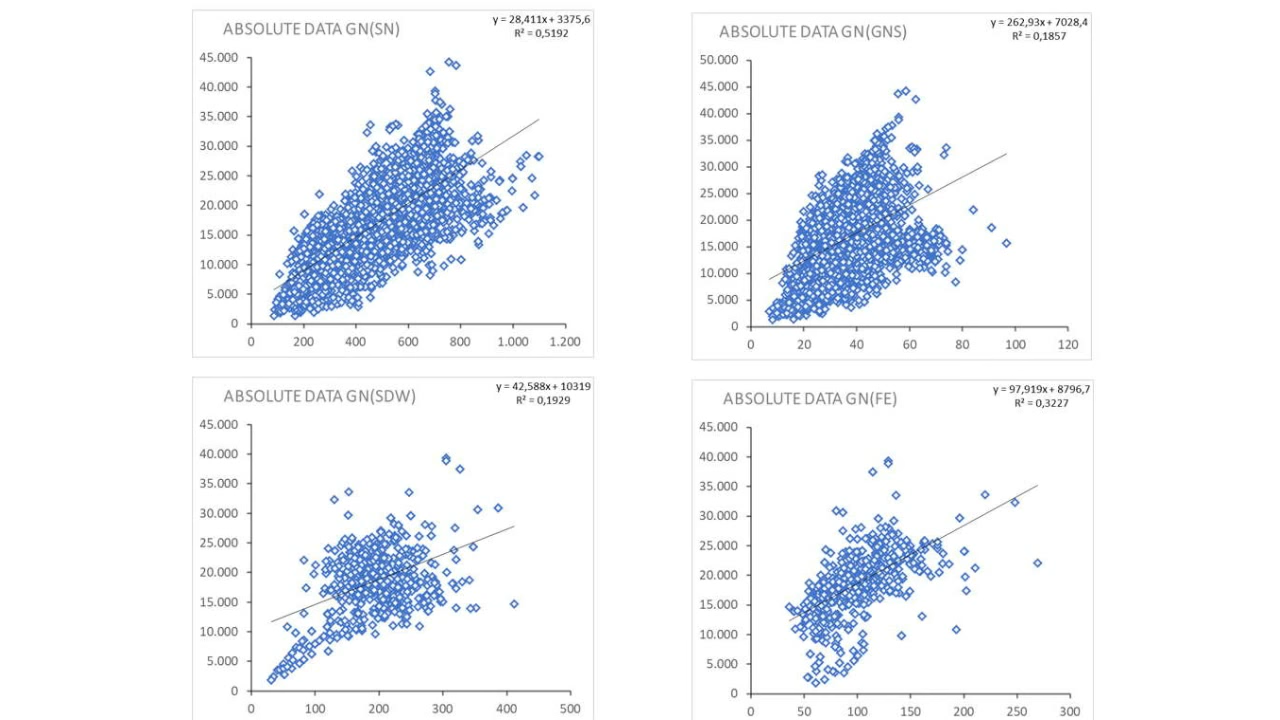 ABSOLUTE DATA GN(SN)
y = 28,411x + 3375,6
R² = 0,5192
45.000
40.000
35.000
30.000
25.000
20.000
15.000
10.000
5.000
0
0 200 400 600 800 1.000 1.200
ABSOLUTE DATA GN(GNS)
y = 262,93x + 7028,4
R² = 0,1857
50.000
45.000
40.000
35.000
30.000
25.000
20.000
15.000
10.000
5.000
0
0 20 40 60 80 100 120
ABSOLUTE DATA GN(SDW)
y = 42,588x + 10319
R² = 0,1929
45.000
40.000
35.000
30.000
25.000
20.000
15.000
10.000
5.000
0
0 100 200 300 400 500
ABSOLUTE DATA GN(FE)
y = 97,919x + 8796,7
R² = 0,3227
45.000
40.000
35.000
30.000
25.000
20.000
15.000
10.000
5.000
0
0 50 100 150 200 250 300